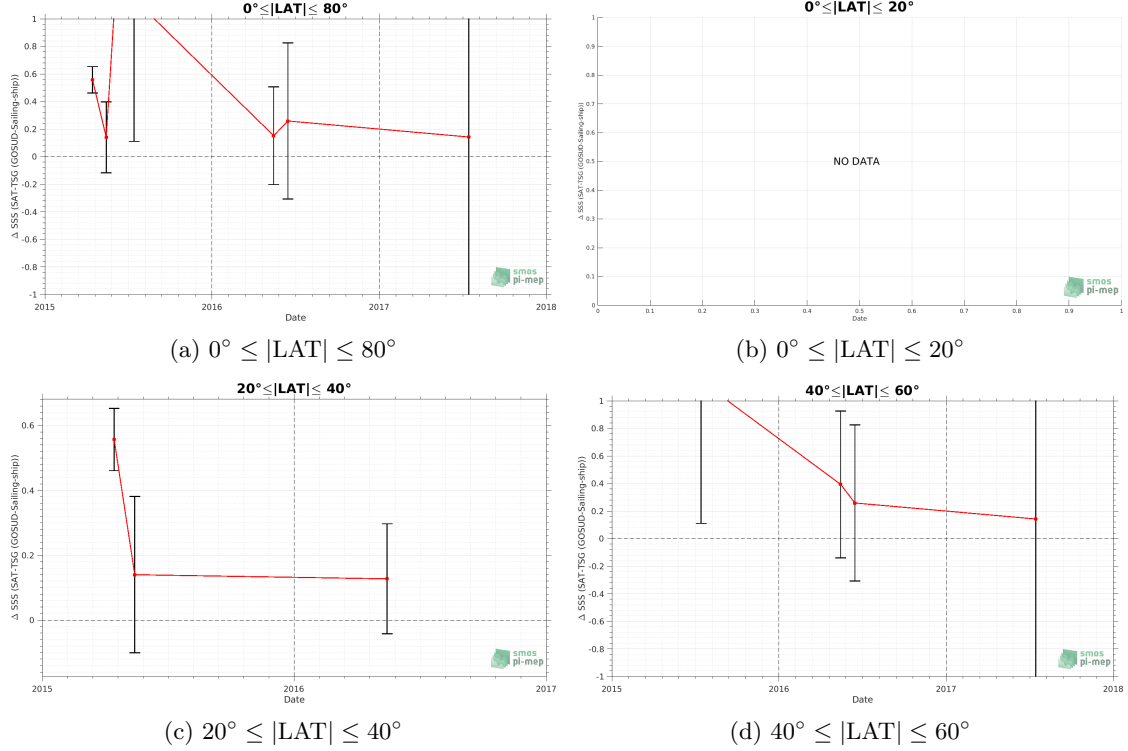 0°≤|LAT|≤ 80°
1
0.8
0.6
0.4
0.2
0
-0.2
-0.4
-0.6
-0.8
-1
Δ SSS (SAT-TSG (GOSUD-Sailing-ship))
2015
2016
2017
2018
Date
smos
pi-mep
(a) 0° ≤ |LAT| ≤ 80°
0°≤|LAT|≤ 20°
1
0.9
0.8
0.7
0.6
0.5
0.4
0.3
0.2
0.1
0
Δ SSS (SAT-TSG (GOSUD-Sailing-ship))
NO DATA
0
0.1
0.2
0.3
0.4
0.5
0.6
0.7
0.8
0.9
1
Date
smos
pi-mep
(b) 0° ≤ |LAT| ≤ 20°
20°≤|LAT|≤ 40°
0.6
0.4
0.2
0
Δ SSS (SAT-TSG (GOSUD-Sailing-ship))
2015
2016
2017
Date
smos
pi-mep
(c) 20° ≤ |LAT| ≤ 40°
40°≤|LAT|≤ 60°
1
0.8
0.6
0.4
0.2
0
-0.2
-0.4
-0.6
-0.8
-1
Δ SSS (SAT-TSG (GOSUD-Sailing-ship))
2015
2016
2017
2018
Date
smos
pi-mep
(d) 40° ≤ |LAT| ≤ 60°